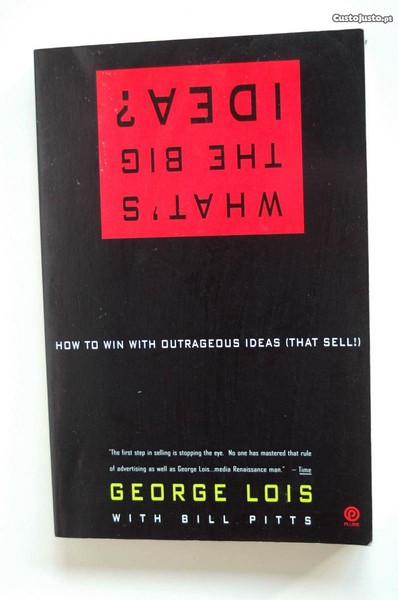 CustoJusto.pt
WHAT'S
THE BIG
IDEA?
HOW TO WIN WITH OUTRAGEOUS IDEAS (THAT SELL!)
"The first step in selling is stopping the eye. No one has mastered that rule
of advertising as well as George Lois...media Renaissance man." — Time
GEORGE LOIS
WITH BILL PITTS
PLUME